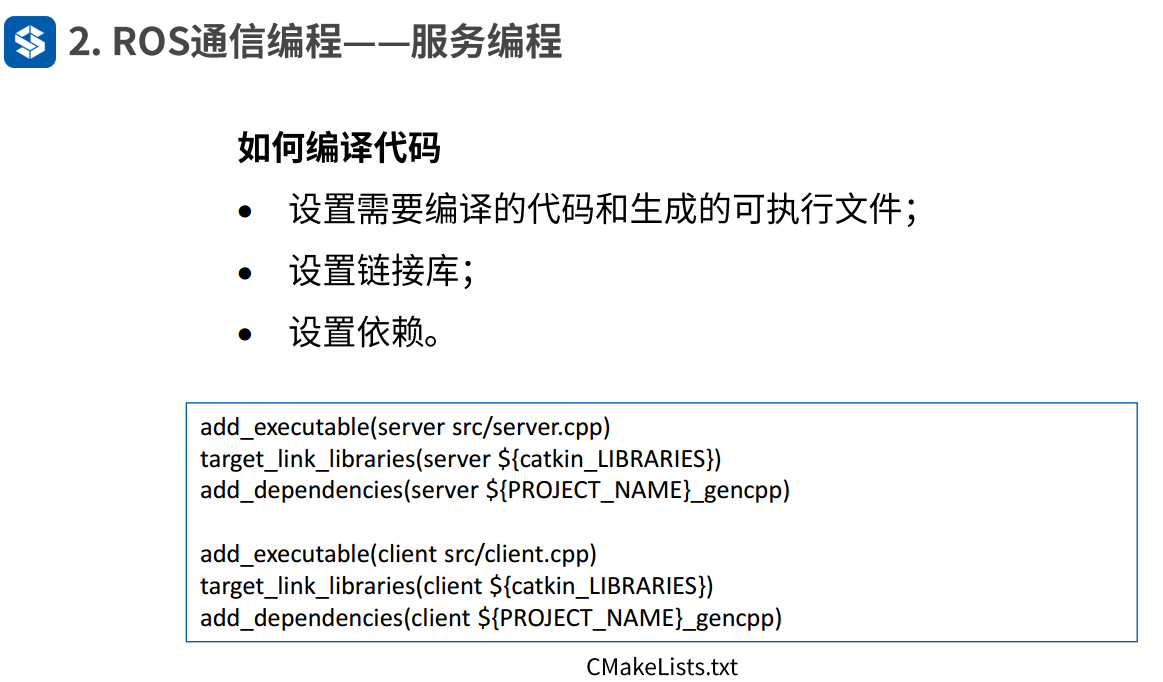 2. ROS通信编程——服务编程
如何编译代码
• 设置需要编译的代码和生成的可执行文件；
• 设置链接库；
• 设置依赖。
add_executable(server src/server.cpp)
target_link_libraries(server ${catkin_LIBRARIES})
add_dependencies(server ${PROJECT_NAME}_gencpp)
add_executable(client src/client.cpp)
target_link_libraries(client ${catkin_LIBRARIES})
add_dependencies(client ${PROJECT_NAME}_gencpp)
CMakeLists.txt